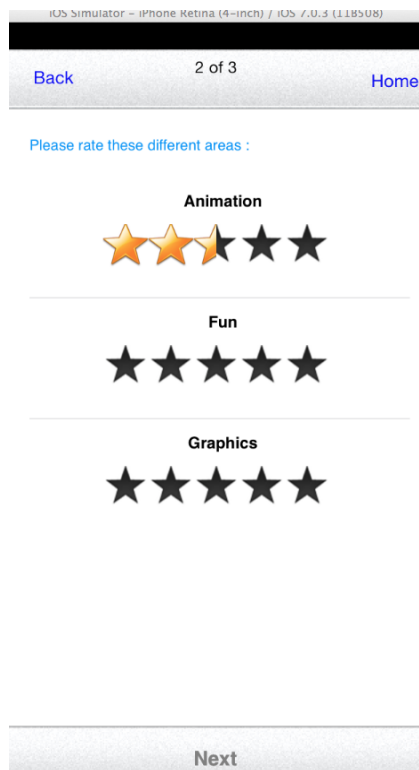 iOS Simulator – iPhone Retina (4-inch) / iOS 7.0.3 (11B508)
Back
2 of 3
Home
Please rate these different areas :
Animation
Fun
Graphics
Next